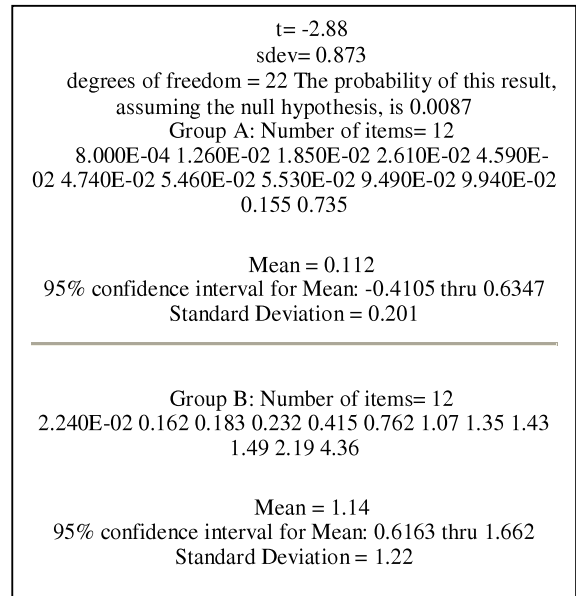 t= -2.88
sdev= 0.873
degrees of freedom = 22 The probability of this result,
assuming the null hypothesis, is 0.0087
Group A: Number of items= 12
8.000E-04 1.260E-02 1.850E-02 2.610E-02 4.590E-
02 4.740E-02 5.460E-02 5.530E-02 9.490E-02 9.940E-02
0.155 0.735
Mean = 0.112
95% confidence interval for Mean: -0.4105 thru 0.6347
Standard Deviation = 0.201
Group B: Number of items= 12
2.240E-02 0.162 0.183 0.232 0.415 0.762 1.07 1.35 1.43
1.49 2.19 4.36
Mean = 1.14
95% confidence interval for Mean: 0.6163 thru 1.662
Standard Deviation = 1.22